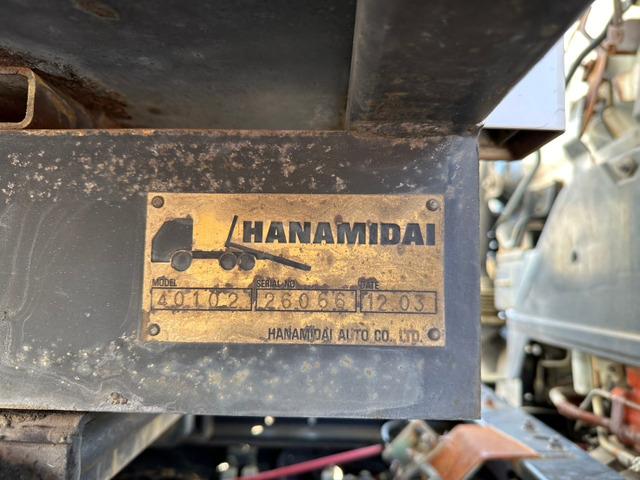 HANAMIDAI
MODEL SERIAL NO. DATE
40102 26066 12.03
HANAMIDAI AUTO CO., LTD.